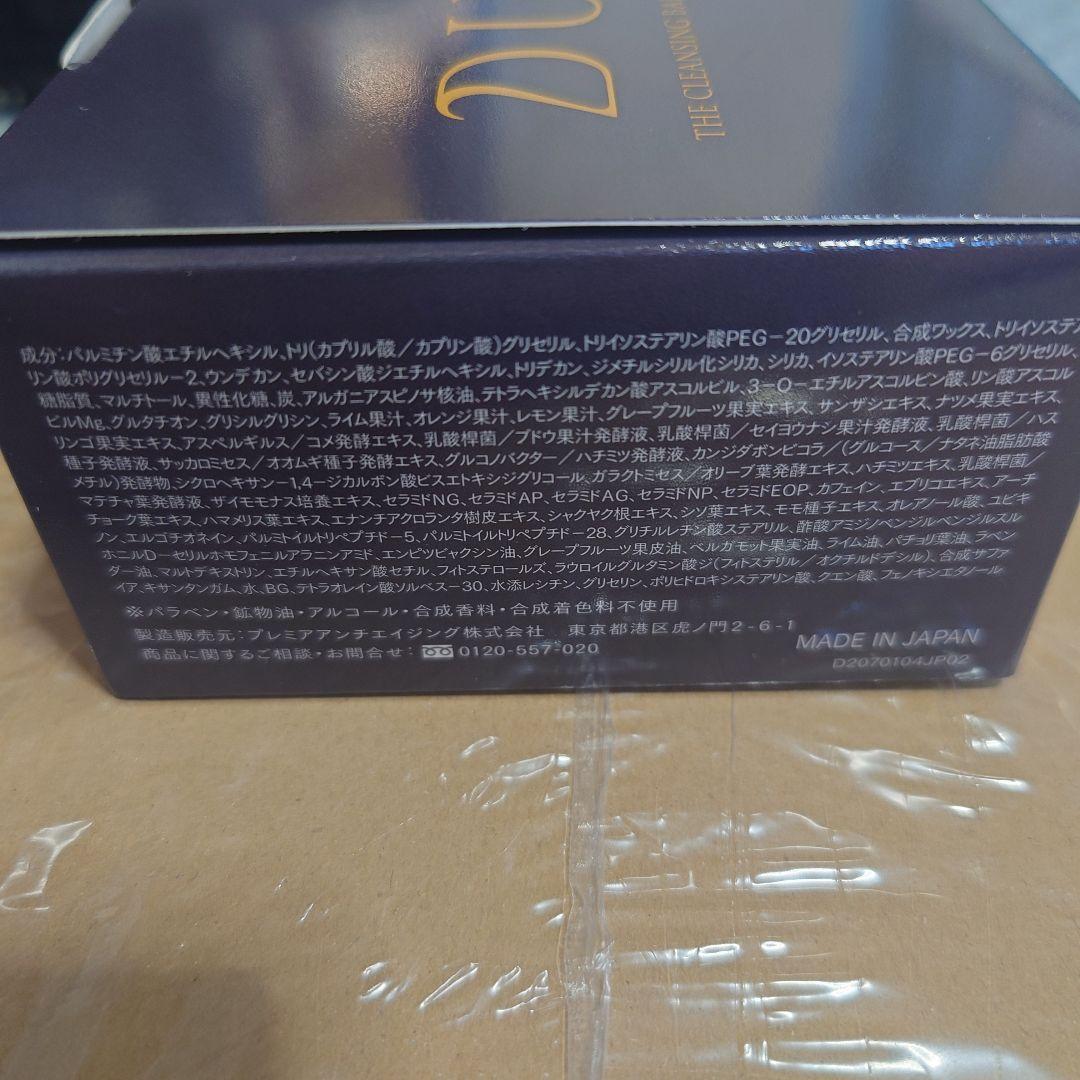 DU
THE CLEANSING BA
成分:パルミチン酸エチルヘキシル、トリ(カプリル酸/カプリン酸)グリセリル、トリイソステアリン酸PEG-20グリセリル、合成ワックス、トリイソステア
リン酸ポリグリセリル-2、ウンデカン、セバシン酸ジエチルヘキシル、トリデカン、ジメチルシリル化シリカ、シリカ、イソステアリン酸PEG-6グリセリル、
糖脂質、マルチトール、異性化糖、炭、アルガニアスピノサ核油、テトラヘキシルデカン酸アスコルビル、3-O-エチルアスコルビン酸、リン酸アスコル
ビルMg、グルタチオン、グリシルグリシン、ライム果汁、オレンジ果汁、レモン果汁、グレープフルーツ果実エキス、サンザシエキス、ナツメ果実エキス、
リンゴ果実エキス、アスペルギルス/コメ発酵エキス、乳酸桿菌/ブドウ果汁発酵液、乳酸桿菌/セイヨウナシ果汁発酵液、乳酸桿菌/ハス
種子発酵液、サッカロミセス/オオムギ種子発酵エキス、グルコノバクター/ハチミツ発酵液、カンジダボンビコラ/(グルコース/ナタネ油脂肪酸
メチル)発酵物、シクロヘキサン-1,4-ジカルボン酸ビスエトキシジグリコール、ガラクトミセス/オリーブ葉発酵エキス、ハチミツエキス、乳酸桿菌/
マテチャ葉発酵液、ザイモモナス培養エキス、セラミドNG、セラミドAP、セラミドAG、セラミドNP、セラミドEOP、カフェイン、エブリコエキス、アーチ
チョーク葉エキス、ハマメリス葉エキス、エナンチアクロランタ樹皮エキス、シャクヤク根エキス、シソ葉エキス、モモ種子エキス、オレアノール酸、ユビキ
ノン、エルゴチオネイン、パルミトイルトリペプチド-5、パルミトイルトリペプチド-28、グリチルレチン酸ステアリル、酢酸アミジノベンジルベンジルスル
ホニルD-セリルホモフェニルアラニンアミド、エンピツビャクシン油、グレープフルーツ果皮油、ベルガモット果実油、ライム油、パチョリ葉油、ラベン
ダー油、マルトデキストリン、エチルヘキサン酸セチル、フィトステロールズ、ラウロイルグルタミン酸ジ(フィトステリル/オクチルドデシル)、合成サファ
イア、キサンタンガム、水、BG、テトラオレイン酸ソルベス-30、水添レシチン、グリセリン、ポリヒドロキシステアリン酸、クエン酸、フェノキシエタノール
※パラベン・鉱物油・アルコール・合成香料・合成着色料不使用
製造販売元:プレミアアンチエイジング株式会社 東京都港区虎ノ門2-6-1
商品に関するご相談・お問合せ: 0120-557-020
MADE IN JAPAN
D2070104JP02